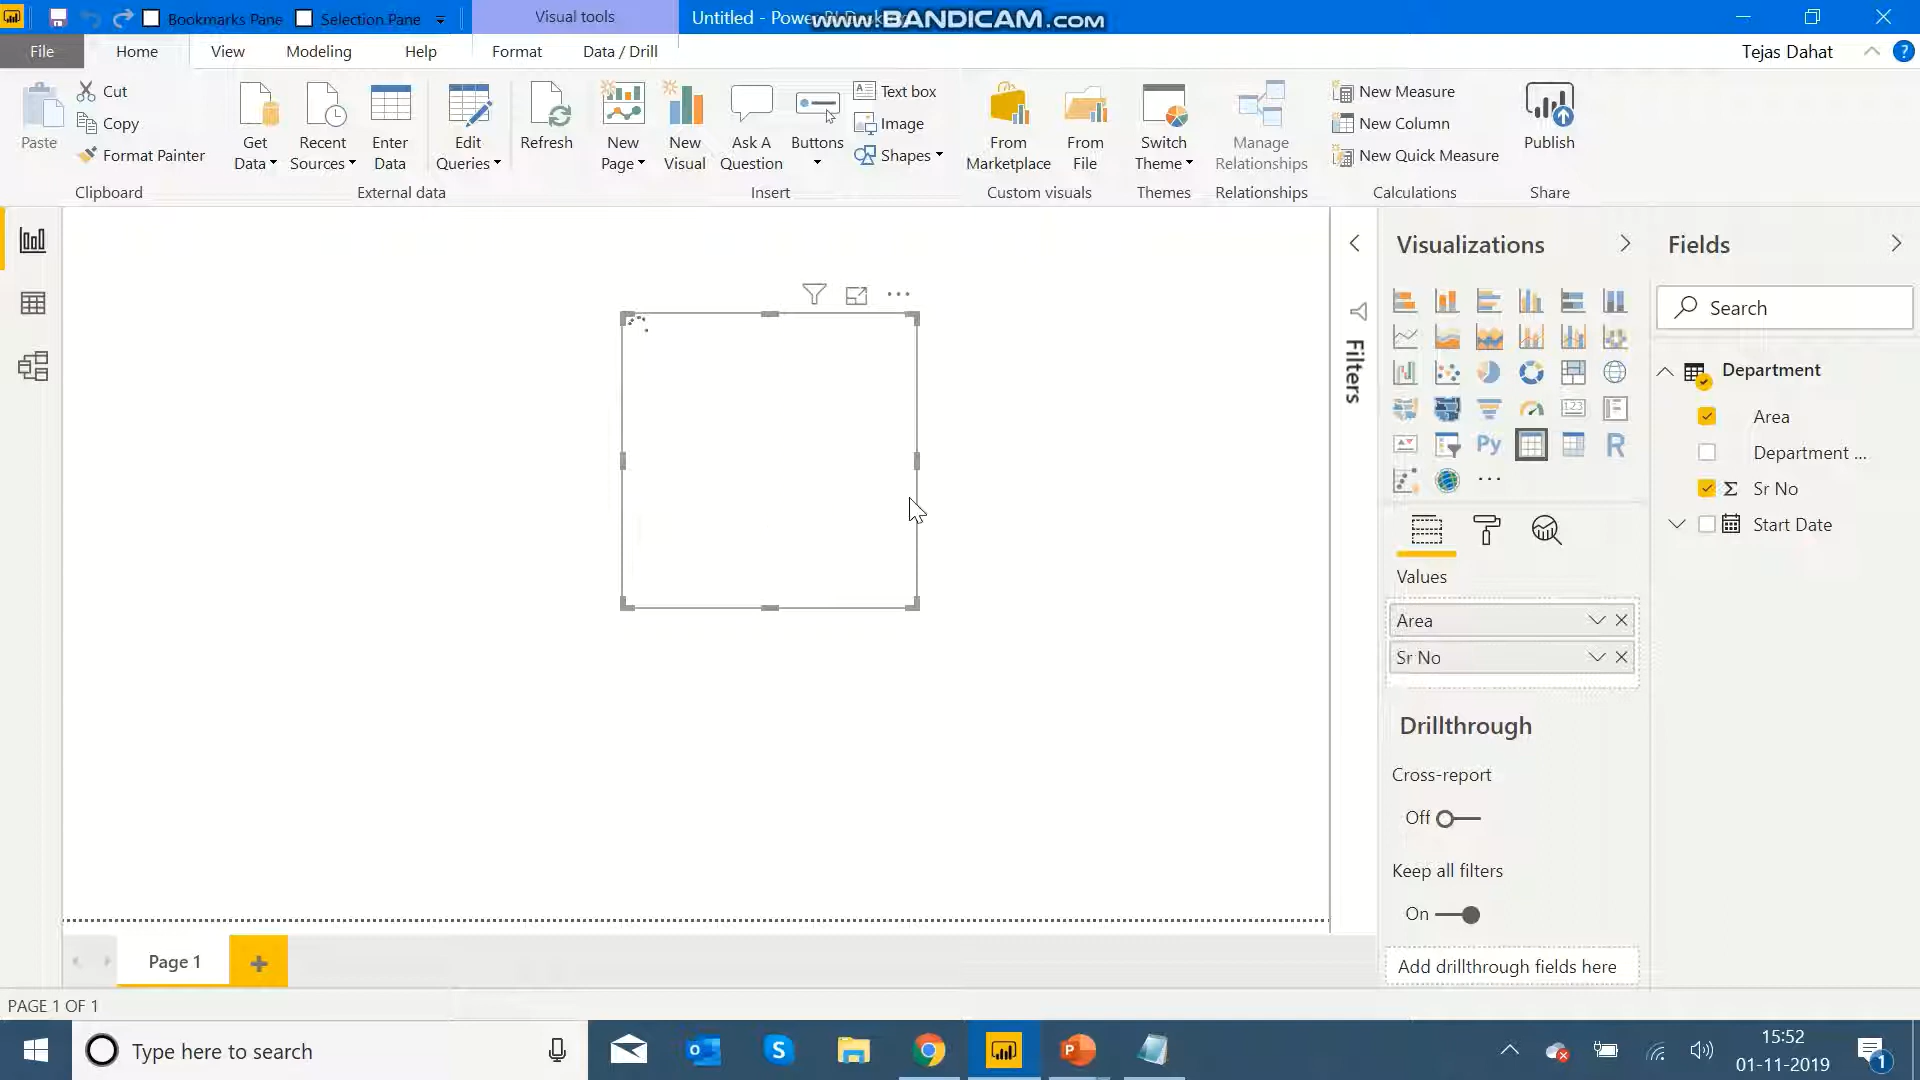 Bookmarks Pane
Selection Pane
Visual tools
Untitled - Power BI Desktop
www.BANDICAM.com
File
Home
View
Modeling
Help
Format
Data / Drill
Tejas Dahat
Paste
Cut
Copy
Format Painter
Clipboard
Get Data
Recent Sources
Enter Data
Edit Queries
External data
Refresh
New Page
New Visual
Ask A Question
Buttons
Text box
Image
Shapes
Insert
From Marketplace
From File
Custom visuals
Switch Theme
Themes
Manage Relationships
Relationships
New Measure
New Column
New Quick Measure
Calculations
Publish
Share
Filters
Visualizations
123
Py
R
Values
Area
Sr No
Drillthrough
Cross-report
Off
Keep all filters
On
Add drillthrough fields here
Fields
Search
Department
Area
Department ...
Σ Sr No
Start Date
Page 1
PAGE 1 OF 1
Type here to search
15:52
01-11-2019
1